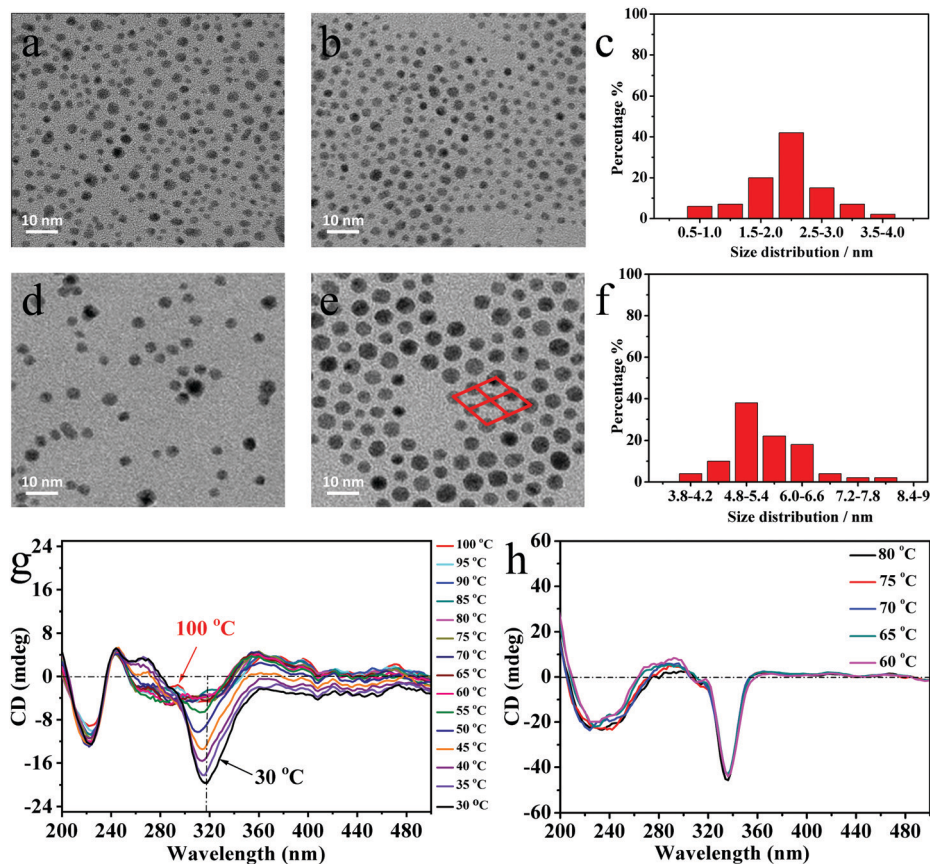 a
10 nm
b
10 nm
c
Percentage %
100
80
60
40
20
0
0.5-1.0 1.5-2.0 2.5-3.0 3.5-4.0
Size distribution / nm
d
10 nm
e
10 nm
f
Percentage %
100
80
60
40
20
0
3.8-4.2 4.8-5.4 6.0-6.6 7.2-7.8 8.4-9
Size distribution / nm
g
CD (mdeg)
24
16
8
0
-8
-16
-24
200 240 280 320 360 400 440 480
Wavelength (nm)
100 °C
30 °C
100 °C
95 °C
90 °C
85 °C
80 °C
75 °C
70 °C
65 °C
60 °C
55 °C
50 °C
45 °C
40 °C
35 °C
30 °C
h
CD (mdeg)
60
40
20
0
-20
-40
-60
200 240 280 320 360 400 440 480
Wavelength (nm)
80 °C
75 °C
70 °C
65 °C
60 °C